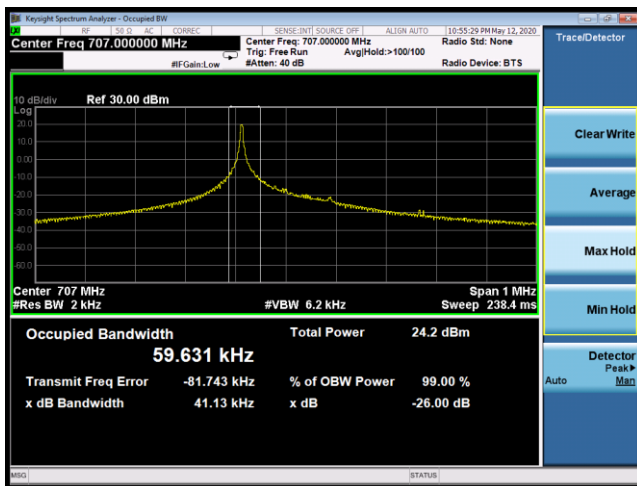 Keysight Spectrum Analyzer - Occupied BW
RF 50 Ω AC CORREC SENSE:INT SOURCE OFF ALIGN AUTO 10:55:29 PM May 12, 2020
Center Freq 707.000000 MHz Center Freq: 707.000000 MHz Radio Std: None
Trig: Free Run Avg|Hold:>100/100
#IFGain:Low #Atten: 40 dB Radio Device: BTS
Trace/Detector
10 dB/div Ref 30.00 dBm
Log
20.0
10.0
0.00
-10.0
-20.0
-30.0
-40.0
-50.0
-60.0
Center 707 MHz Span 1 MHz
#Res BW 2 kHz #VBW 6.2 kHz Sweep 238.4 ms
Occupied Bandwidth Total Power 24.2 dBm
59.631 kHz
Transmit Freq Error -81.743 kHz % of OBW Power 99.00 %
x dB Bandwidth 41.13 kHz x dB -26.00 dB
Clear Write
Average
Max Hold
Min Hold
Detector
Peak▶
Auto Man
MSG STATUS